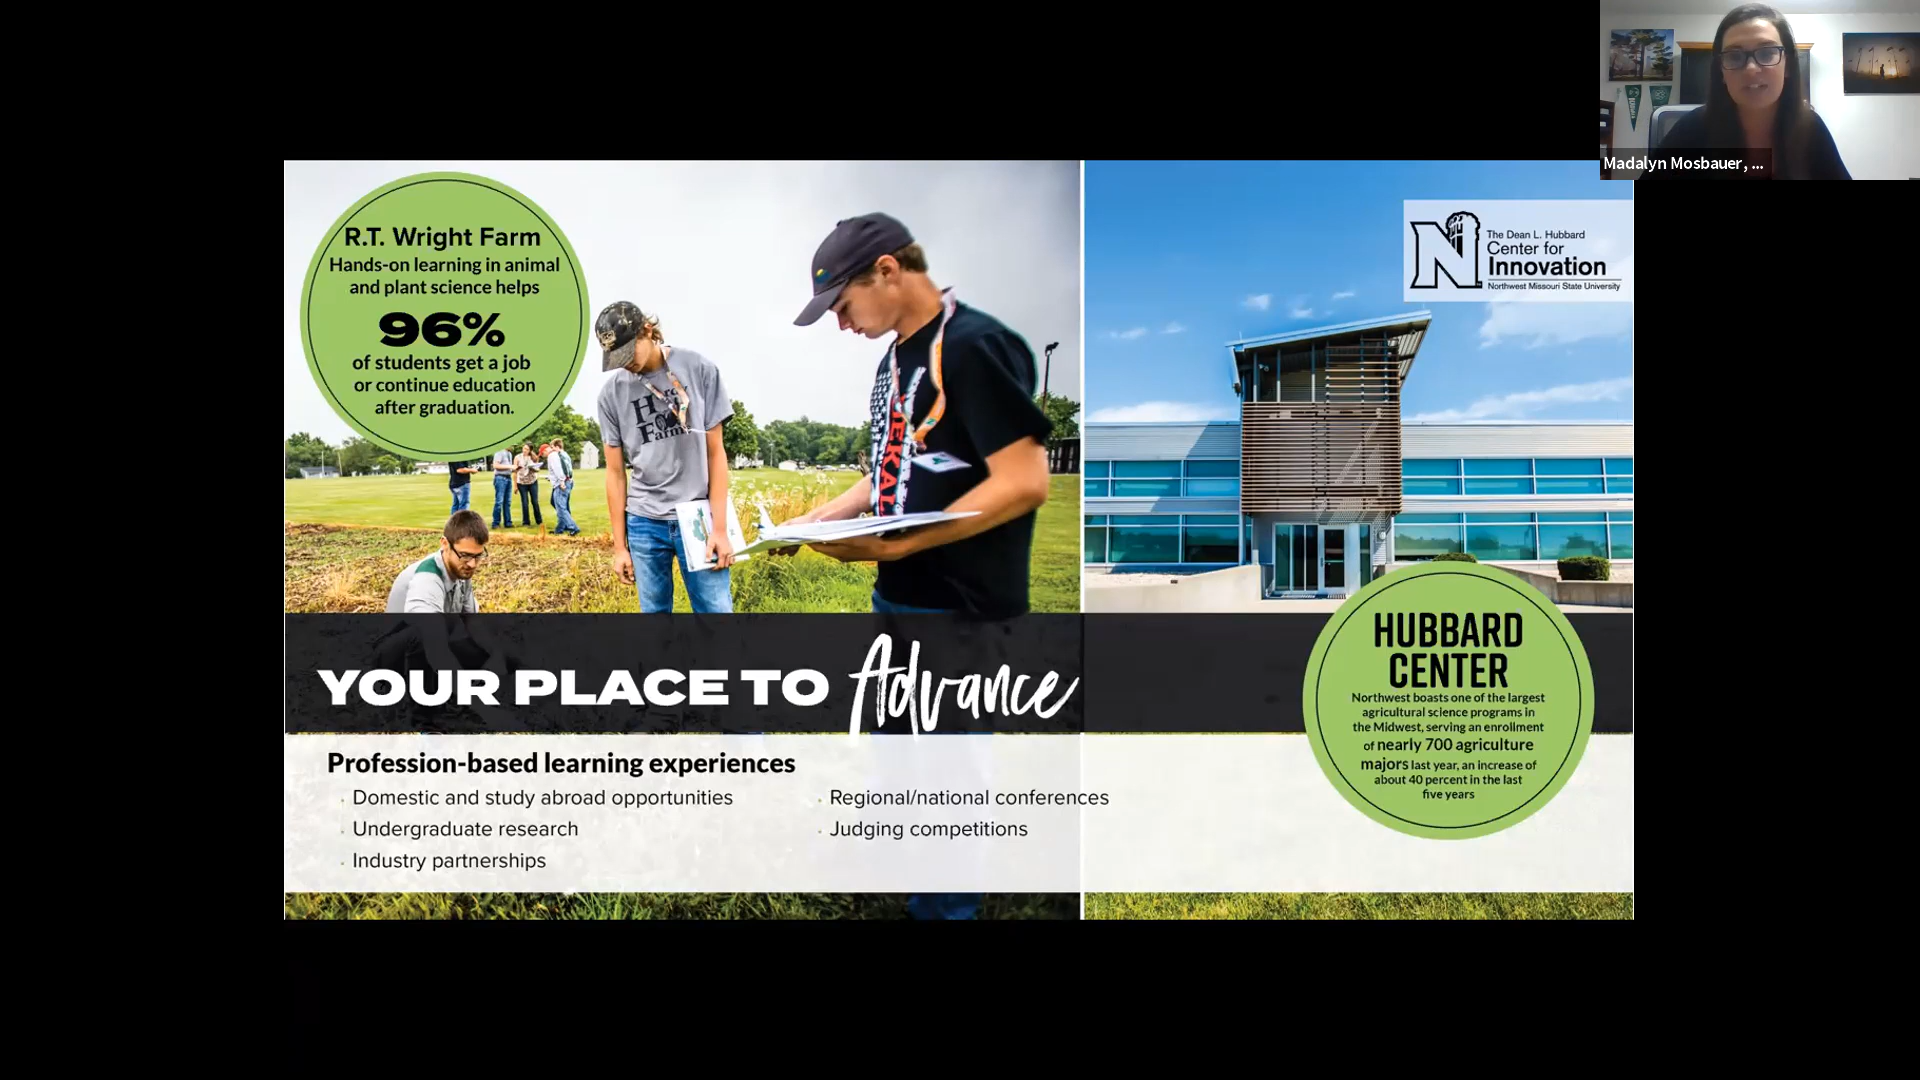 Madalyn Mosbauer, ...
R.T. Wright Farm
Hands-on learning in animal
and plant science helps
96%
of students get a job
or continue education
after graduation.
The Dean L. Hubbard
Center for
Innovation
Northwest Missouri State University
N
YOUR PLACE TO Advance
HUBBARD
CENTER
Northwest boasts one of the largest
agricultural science programs in
the Midwest, serving an enrollment
of nearly 700 agriculture
majors last year, an increase of
about 40 percent in the last
five years
Profession-based learning experiences
Domestic and study abroad opportunities
Undergraduate research
Industry partnerships
Regional/national conferences
Judging competitions